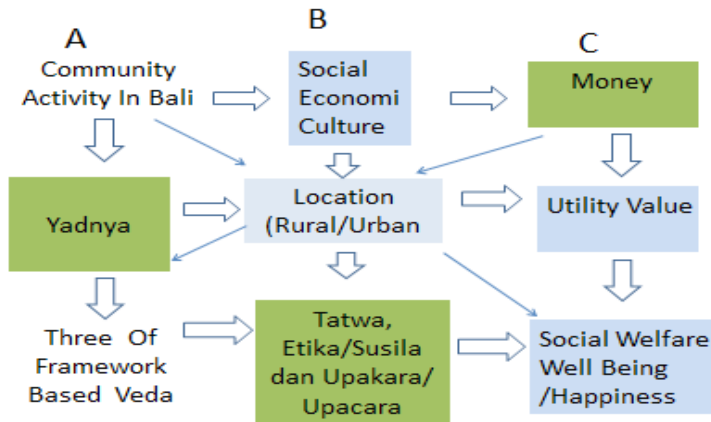 A
B
C
Community
Activity In Bali
Social
Economi
Culture
Money
Yadnya
Location
(Rural/Urban
Utility Value
Three Of
Framework
Based Veda
Tatwa,
Etika/Susila
dan Upakara/
Upacara
Social Welfare
Well Being
/Happiness